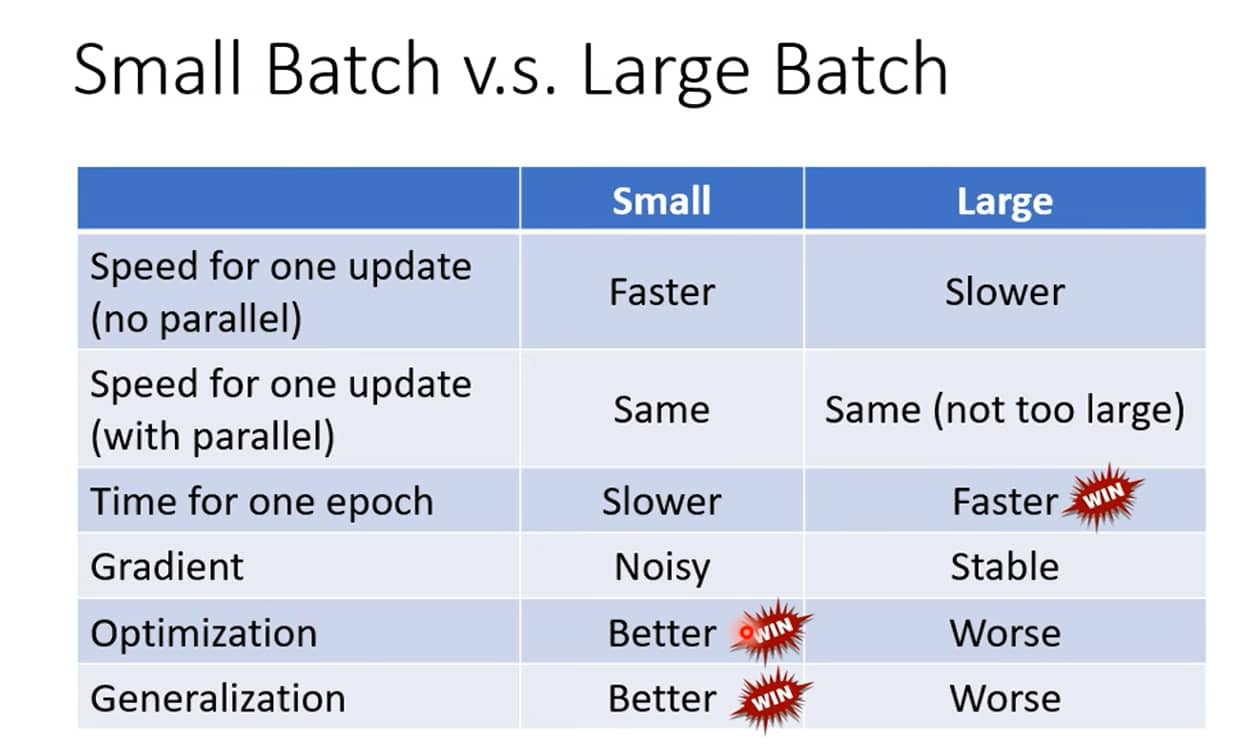 Small Batch v.s. Large Batch
Small Large
Speed for one update
(no parallel)
Faster Slower
Speed for one update
(with parallel)
Same Same (not too large)
Time for one epoch Slower Faster WIN
Gradient Noisy Stable
Optimization Better WIN Worse
Generalization Better WIN Worse